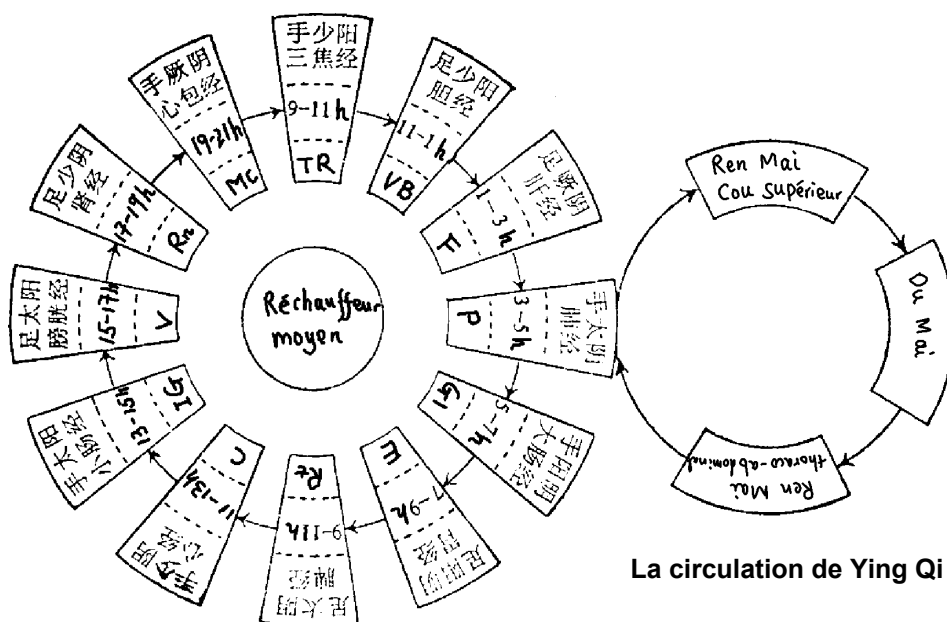 手少阳
三焦经
9-11h
TR
足少阳
胆经
11-1h
VB
足厥阴
肝经
1-3h
F
手太阴
肺经
3-5h
P
手阳明
大肠经
5-7h
GI
足阳明
胃经
7-9h
E
足太阴
脾经
9-11h
Rt
手少阴
心经
11-13h
C
手太阳
小肠经
13-15h
IG
足太阳
膀胱经
15-17h
V
足少阴
肾经
17-19h
Rn
手厥阴
心包经
19-21h
MC
Réchauffeur
moyen
Ren Mai
Cou supérieur
Du Mai
Ren Mai
thoraco-abdominal
La circulation de Ying Qi